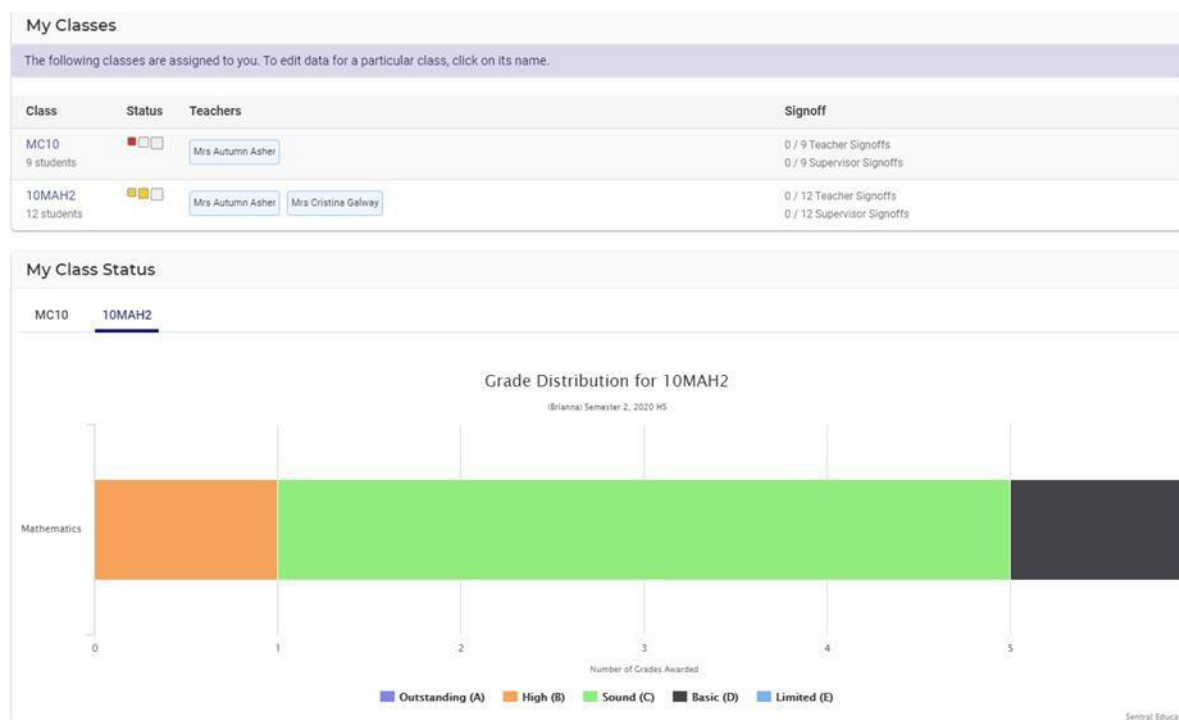 My Classes
The following classes are assigned to you. To edit data for a particular class, click on its name.
Class Status Teachers Signoff
MC10 Mrs Autumn Asher 0 / 9 Teacher Signoffs
9 students 0 / 9 Supervisor Signoffs
10MAH2 Mrs Autumn Asher Mrs Cristina Galway 0 / 12 Teacher Signoffs
12 students 0 / 12 Supervisor Signoffs
My Class Status
MC10 10MAH2
Grade Distribution for 10MAH2
(Brianna) Semester 2, 2020 HS
Mathematics
0 1 2 3 4 5
Number of Grades Awarded
Outstanding (A) High (B) Sound (C) Basic (D) Limited (E)
Sentral Educa